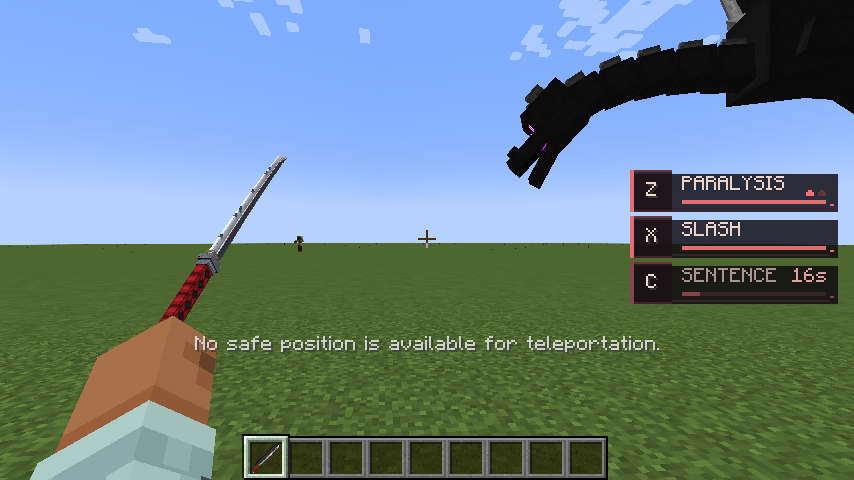 Z PARALYSIS
X SLASH
C SENTENCE 16s
No safe position is available for teleportation.